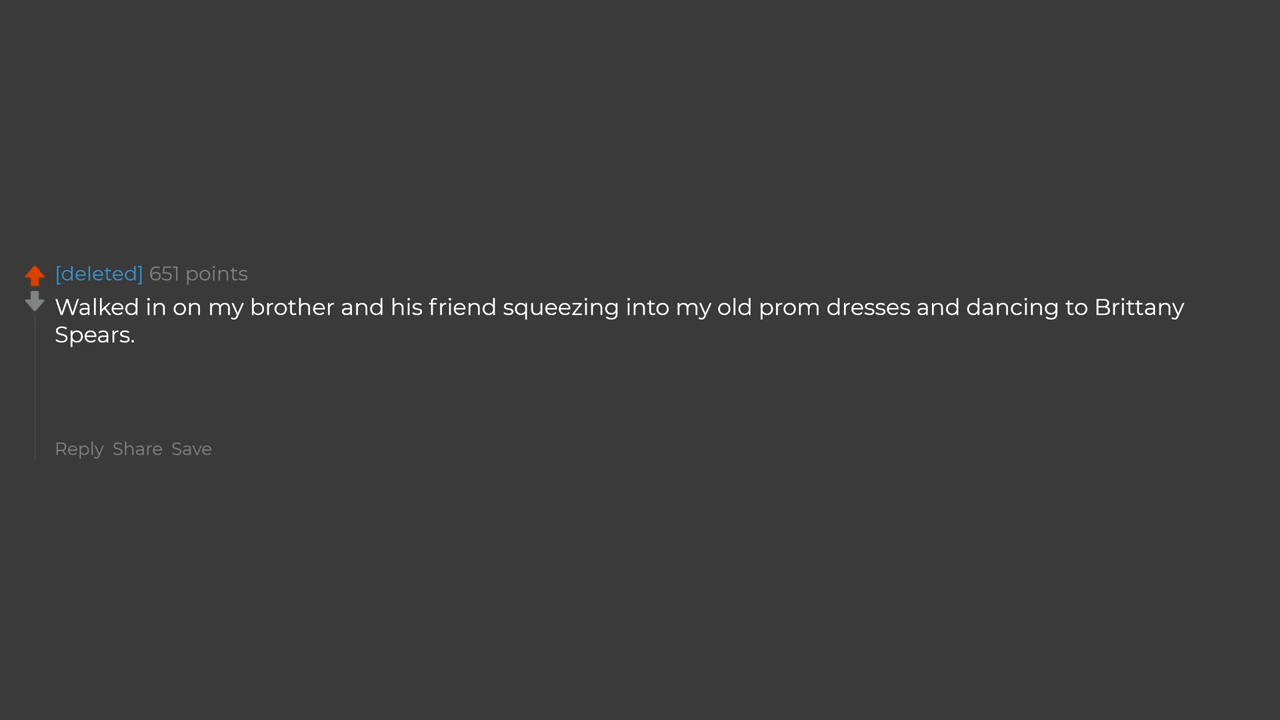 [deleted] 651 points
Walked in on my brother and his friend squeezing into my old prom dresses and dancing to Brittany
Spears.
Reply Share Save